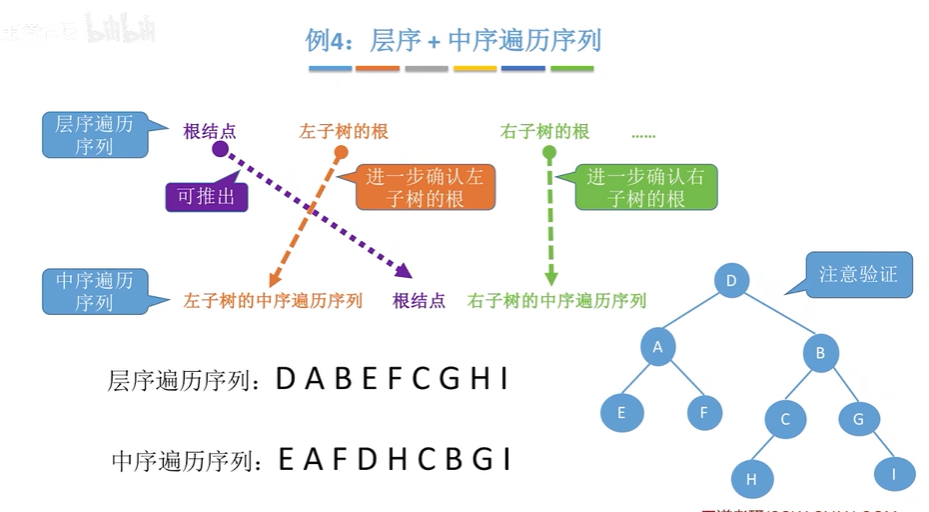 bilibili
例4：层序 + 中序遍历序列
层序遍历
序列
根结点
左子树的根
右子树的根
……
可推出
进一步确认左
子树的根
进一步确认右
子树的根
中序遍历
序列
左子树的中序遍历序列
根结点
右子树的中序遍历序列
注意验证
D
A
B
E
F
C
G
H
I
层序遍历序列：D A B E F C G H I
中序遍历序列：E A F D H C B G I